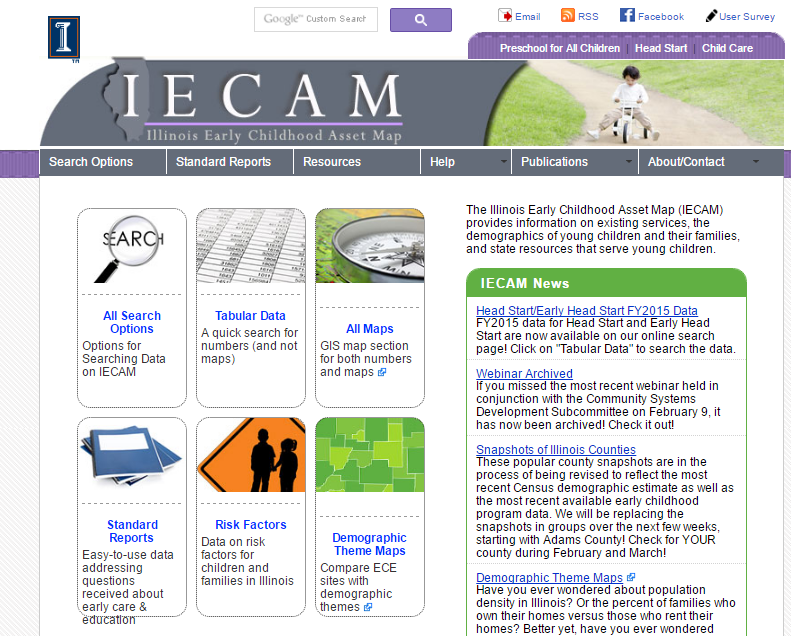 Google™ Custom Search
Email
RSS
Facebook
User Survey
Preschool for All Children | Head Start | Child Care
I
IECAM
Illinois Early Childhood Asset Map
Search Options
Standard Reports
Resources
Help
Publications
About/Contact
SEARCH
All Search
Options
Options for
Searching Data
on IECAM
Tabular Data
A quick search for
numbers (and not
maps)
All Maps
GIS map section
for both numbers
and maps
Standard
Reports
Easy-to-use data
addressing
questions
received about
early care &
education
Risk Factors
Data on risk
factors for
children and
families in Illinois
Demographic
Theme Maps
Compare ECE
sites with
demographic
themes
The Illinois Early Childhood Asset Map (IECAM)
provides information on existing services, the
demographics of young children and their families,
and state resources that serve young children.
IECAM News
Head Start/Early Head Start FY2015 Data
FY2015 data for Head Start and Early Head
Start are now available on our online search
page! Click on "Tabular Data" to search the data.
Webinar Archived
If you missed the most recent webinar held in
conjunction with the Community Systems
Development Subcommittee on February 9, it
has now been archived! Check it out!
Snapshots of Illinois Counties
These popular county snapshots are in the
process of being revised to reflect the most
recent Census demographic estimate as well as
the most recent available early childhood
program data. We will be replacing the
snapshots in groups over the next few weeks,
starting with Adams County! Check for YOUR
county during February and March!
Demographic Theme Maps
Have you ever wondered about population
density in Illinois? Or the percent of families who
own their homes versus those who rent their
homes? Better yet, have you ever wondered